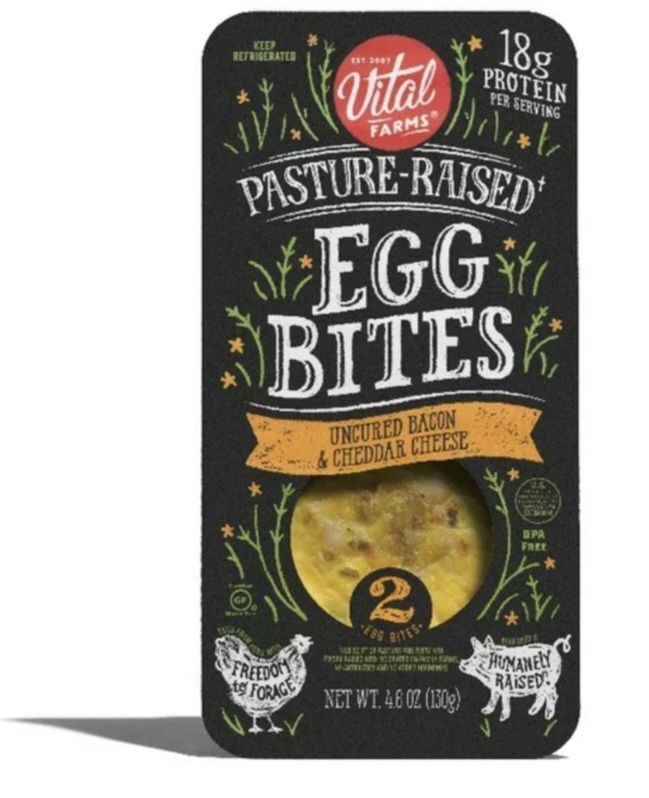 KEEP
REFRIGERATED
EST 2007
Vital
FARMS®
18g
PROTEIN
PER SERVING
PASTURE-RAISED†
EGG
BITES
UNCURED BACON
& CHEDDAR CHEESE
U.S.
BPA
FREE
GF
2
EGG BITES
FREEDOM
to FORAGE
HUMANELY
RAISED
NET WT. 4.6 OZ (130g)